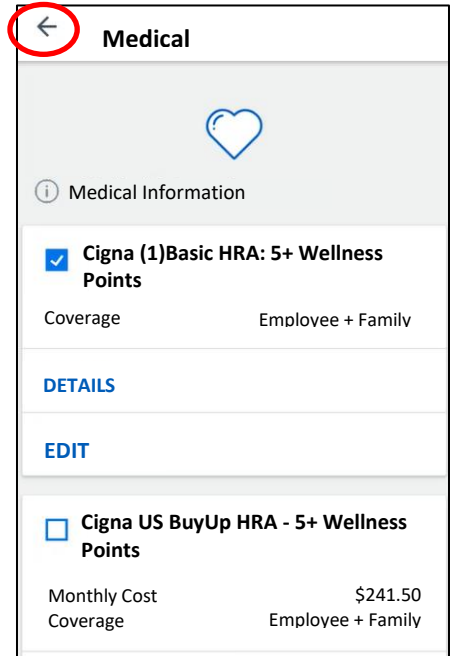 Medical
Medical Information
Cigna (1)Basic HRA: 5+ Wellness
Points
Coverage Employee + Family
DETAILS
EDIT
Cigna US BuyUp HRA - 5+ Wellness
Points
Monthly Cost $241.50
Coverage Employee + Family